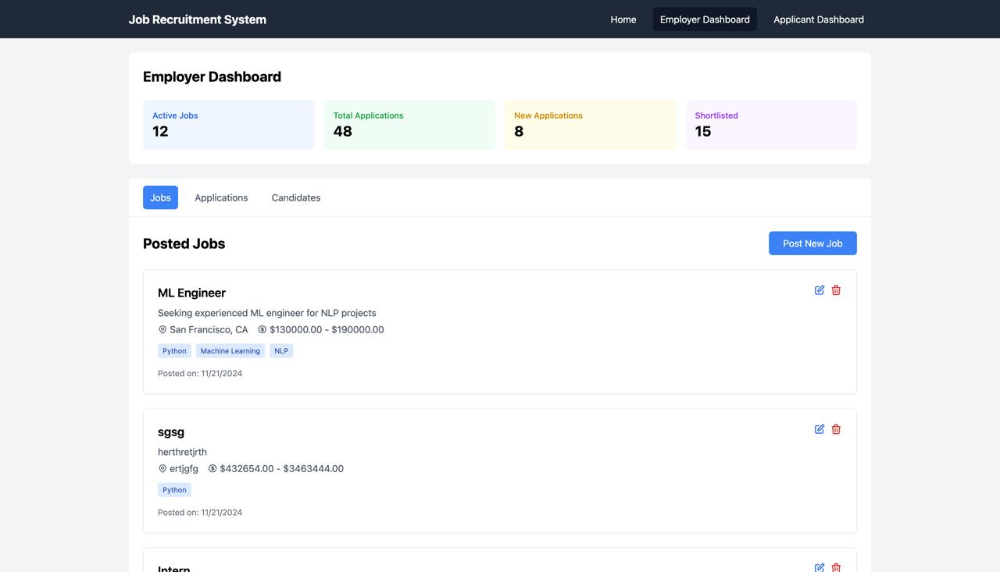 Job Recruitment System
Home
Employer Dashboard
Applicant Dashboard
Employer Dashboard
Active Jobs
12
Total Applications
48
New Applications
8
Shortlisted
15
Jobs
Applications
Candidates
Posted Jobs
Post New Job
ML Engineer
Seeking experienced ML engineer for NLP projects
San Francisco, CA $130000.00 - $190000.00
Python Machine Learning NLP
Posted on: 11/21/2024
sgsg
herthretjrth
ertjgfg $432654.00 - $3463444.00
Python
Posted on: 11/21/2024
Intern